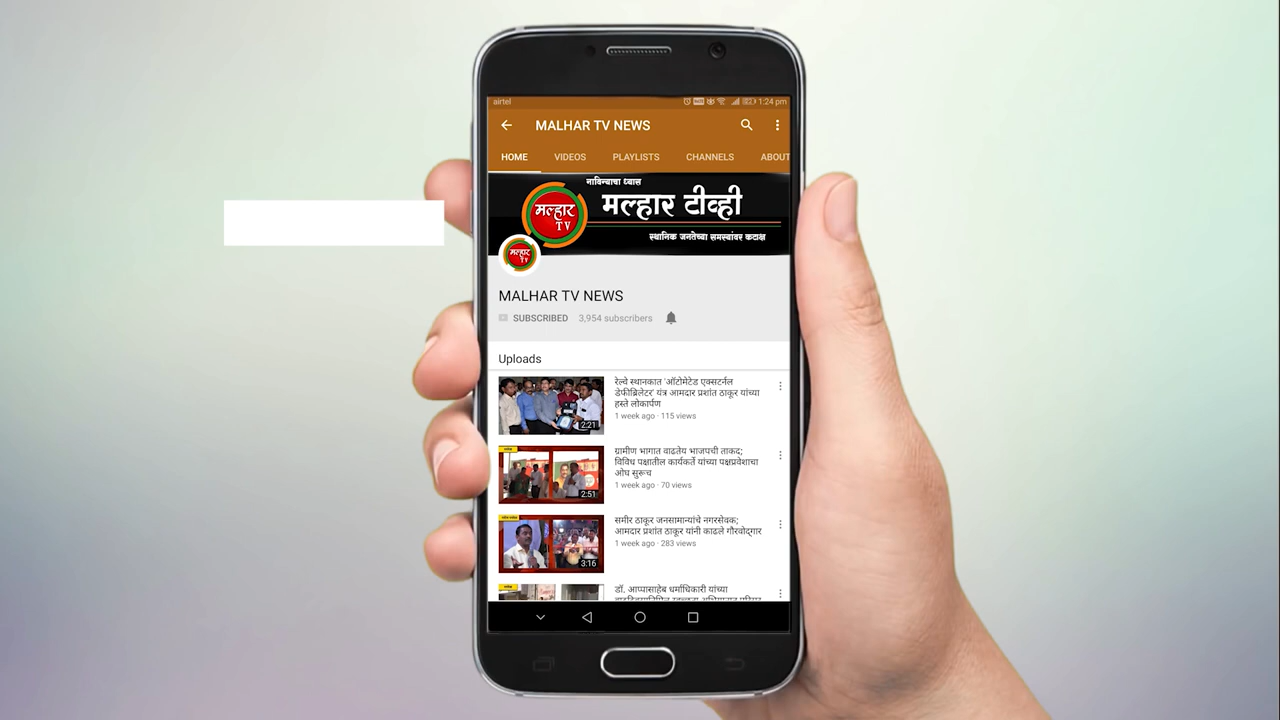 airtel 1:24 pm
MALHAR TV NEWS
HOME VIDEOS PLAYLISTS CHANNELS ABOUT
नाविन्याचा ध्यास
मल्हार टीव्ही
स्थानिक जनतेच्या समस्यांवर कटाक्ष
मल्हार
TV
मल्हार
TV
MALHAR TV NEWS
SUBSCRIBED 3,954 subscribers
Uploads
रेल्वे स्थानकात 'ऑटोमेटेड एक्सटर्नल
डेफीब्रिलेटर' यंत्र आमदार प्रशांत ठाकूर यांच्या
हस्ते लोकार्पण
1 week ago · 115 views
2:21
ग्रामीण भागात वाढतेय भाजपची ताकद;
विविध पक्षातील कार्यकर्ते यांच्या पक्षप्रवेशाचा
ओघ सुरूच
1 week ago · 70 views
2:51
समीर ठाकूर जनसामान्यांचे नगरसेवक;
आमदार प्रशांत ठाकूर यांनी काढले गौरवोद्गार
1 week ago · 283 views
3:16
डॉ. आप्पासाहेब धर्माधिकारी यांच्या